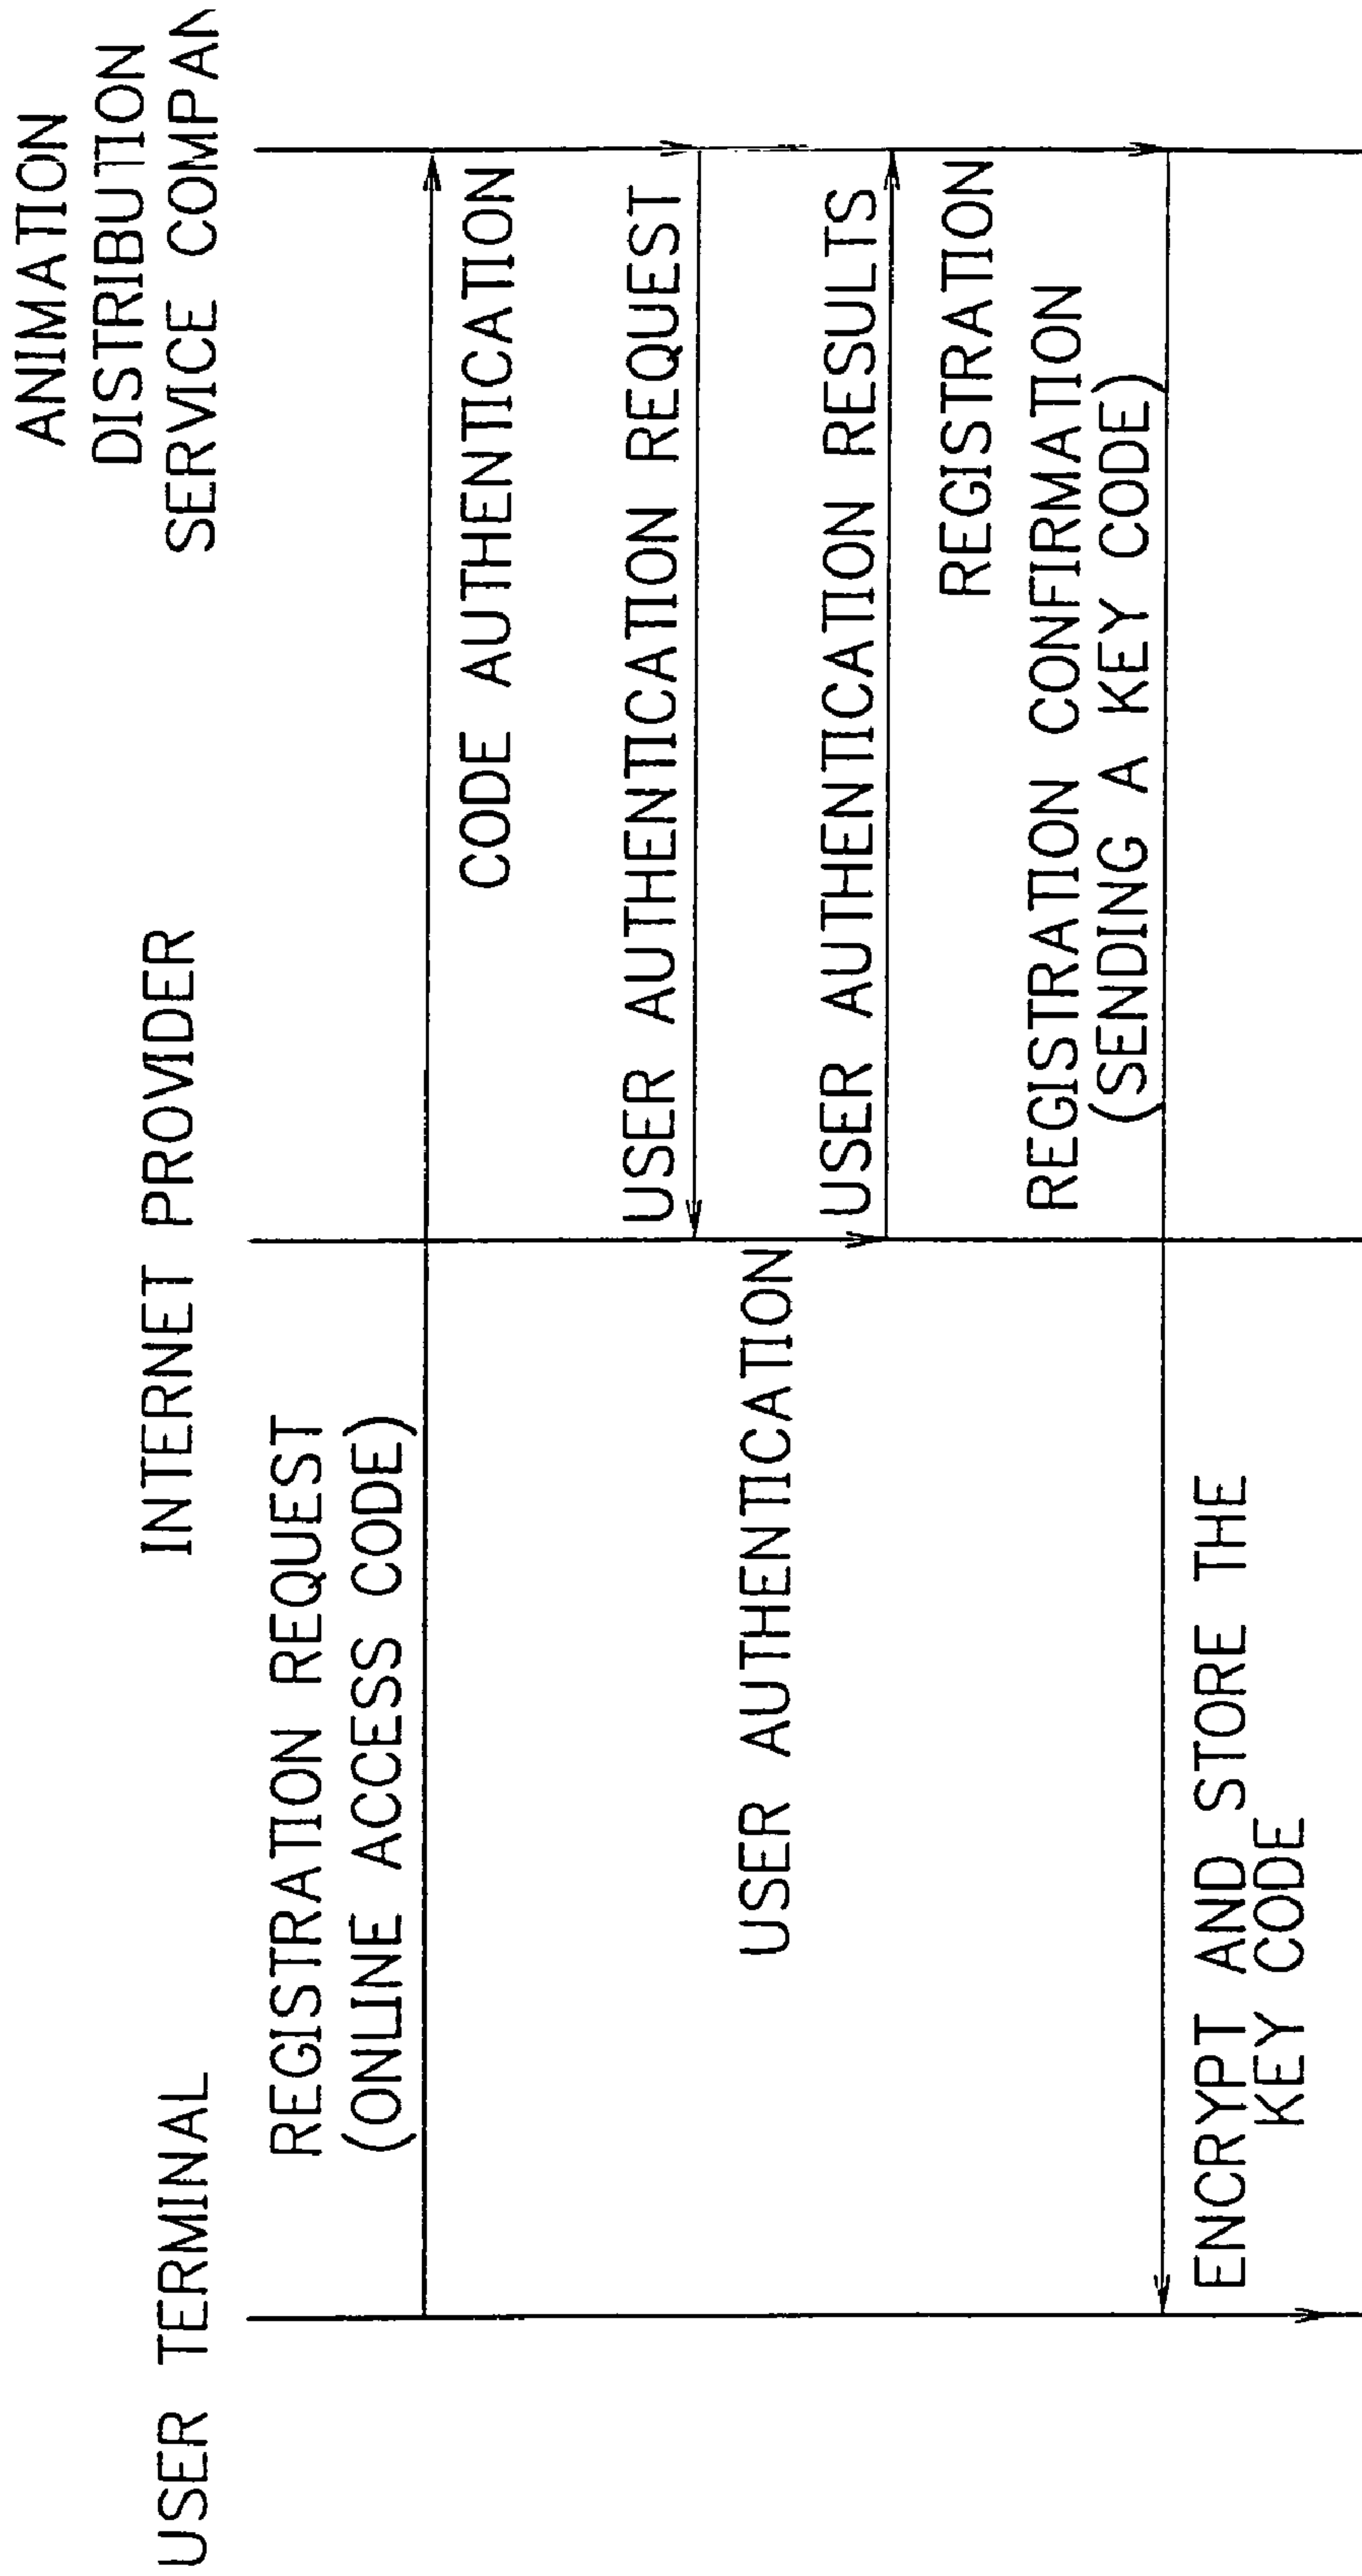 USER TERMINAL
INTERNET PROVIDER
ANIMATION
DISTRIBUTION
SERVICE
REGISTRATION REQUEST
(ONLINE ACCESS CODE)
CODE AUTHENTICATION
USER AUTHENTICATION REQUEST
USER AUTHENTICATION
USER AUTHENTICATION RESULTS
REGISTRATION
REGISTRATION CONFIRMATION
(SENDING A KEY CODE)
ENCRYPT AND STORE THE
KEY CODE